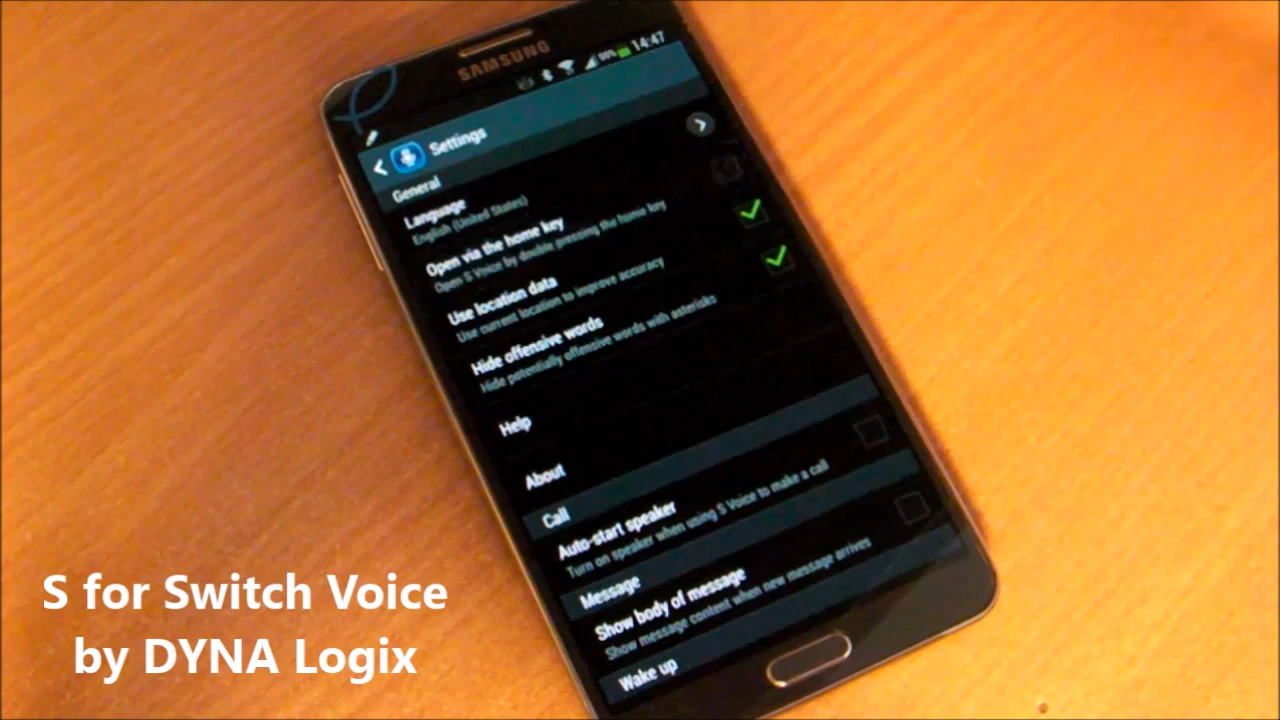 SAMSUNG
14:47
Settings
General
Language
English (United States)
Open via the home key
Open S Voice by double pressing the home key
Use location data
Use current location to improve accuracy
Hide offensive words
Hide potentially offensive words with asterisks
Help
About
Call
Auto-start speaker
Turn on speaker when using S Voice to make a call
Message
Show body of message
Show message content when new message arrives
Wake up
S for Switch Voice
by DYNA Logix